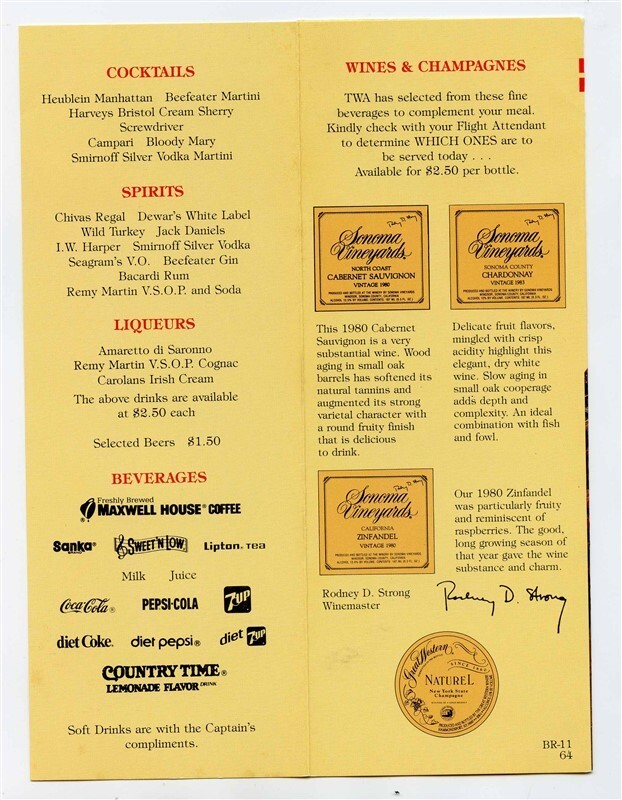 COCKTAILS
Heublein Manhattan Beefeater Martini
Harveys Bristol Cream Sherry
Screwdriver
Campari Bloody Mary
Smirnoff Silver Vodka Martini
SPIRITS
Chivas Regal Dewar's White Label
Wild Turkey Jack Daniels
I.W. Harper Smirnoff Silver Vodka
Seagram's V.O. Beefeater Gin
Bacardi Rum
Remy Martin V.S.O.P. and Soda
LIQUEURS
Amaretto di Saronno
Remy Martin V.S.O.P. Cognac
Carolans Irish Cream
The above drinks are available
at $2.50 each
Selected Beers $1.50
BEVERAGES
Freshly Brewed
MAXWELL HOUSE® COFFEE
Sanka®
SWEET'N LOW
Lipton® TEA
Milk Juice
Coca-Cola®
PEPSI-COLA
7up
diet Coke®
diet pepsi®
diet 7up
COUNTRY TIME®
LEMONADE FLAVOR DRINK
Soft Drinks are with the Captain's
compliments.
WINES & CHAMPAGNES
TWA has selected from these fine
beverages to complement your meal.
Kindly check with your Flight Attendant
to determine WHICH ONES are to
be served today . . .
Available for $2.50 per bottle.
Sonoma
Vineyards
NORTH COAST
CABERNET SAUVIGNON
VINTAGE 1980
This 1980 Cabernet
Sauvignon is a very
substantial wine. Wood
aging in small oak
barrels has softened its
natural tannins and
augmented its strong
varietal character with
a round fruity finish
that is delicious
to drink.
Sonoma
Vineyards
SONOMA COUNTY
CHARDONNAY
VINTAGE 1983
Delicate fruit flavors,
mingled with crisp
acidity highlight this
elegant, dry white
wine. Slow aging in
small oak cooperage
adds depth and
complexity. An ideal
combination with fish
and fowl.
Sonoma
Vineyards
CALIFORNIA
ZINFANDEL
VINTAGE 1980
Our 1980 Zinfandel
was particularly fruity
and reminiscent of
raspberries. The good,
long growing season of
that year gave the wine
substance and charm.
Rodney D. Strong
Winemaster
Rodney D. Strong
Great Western
NATUREL
New York State
Champagne
BR-11
64